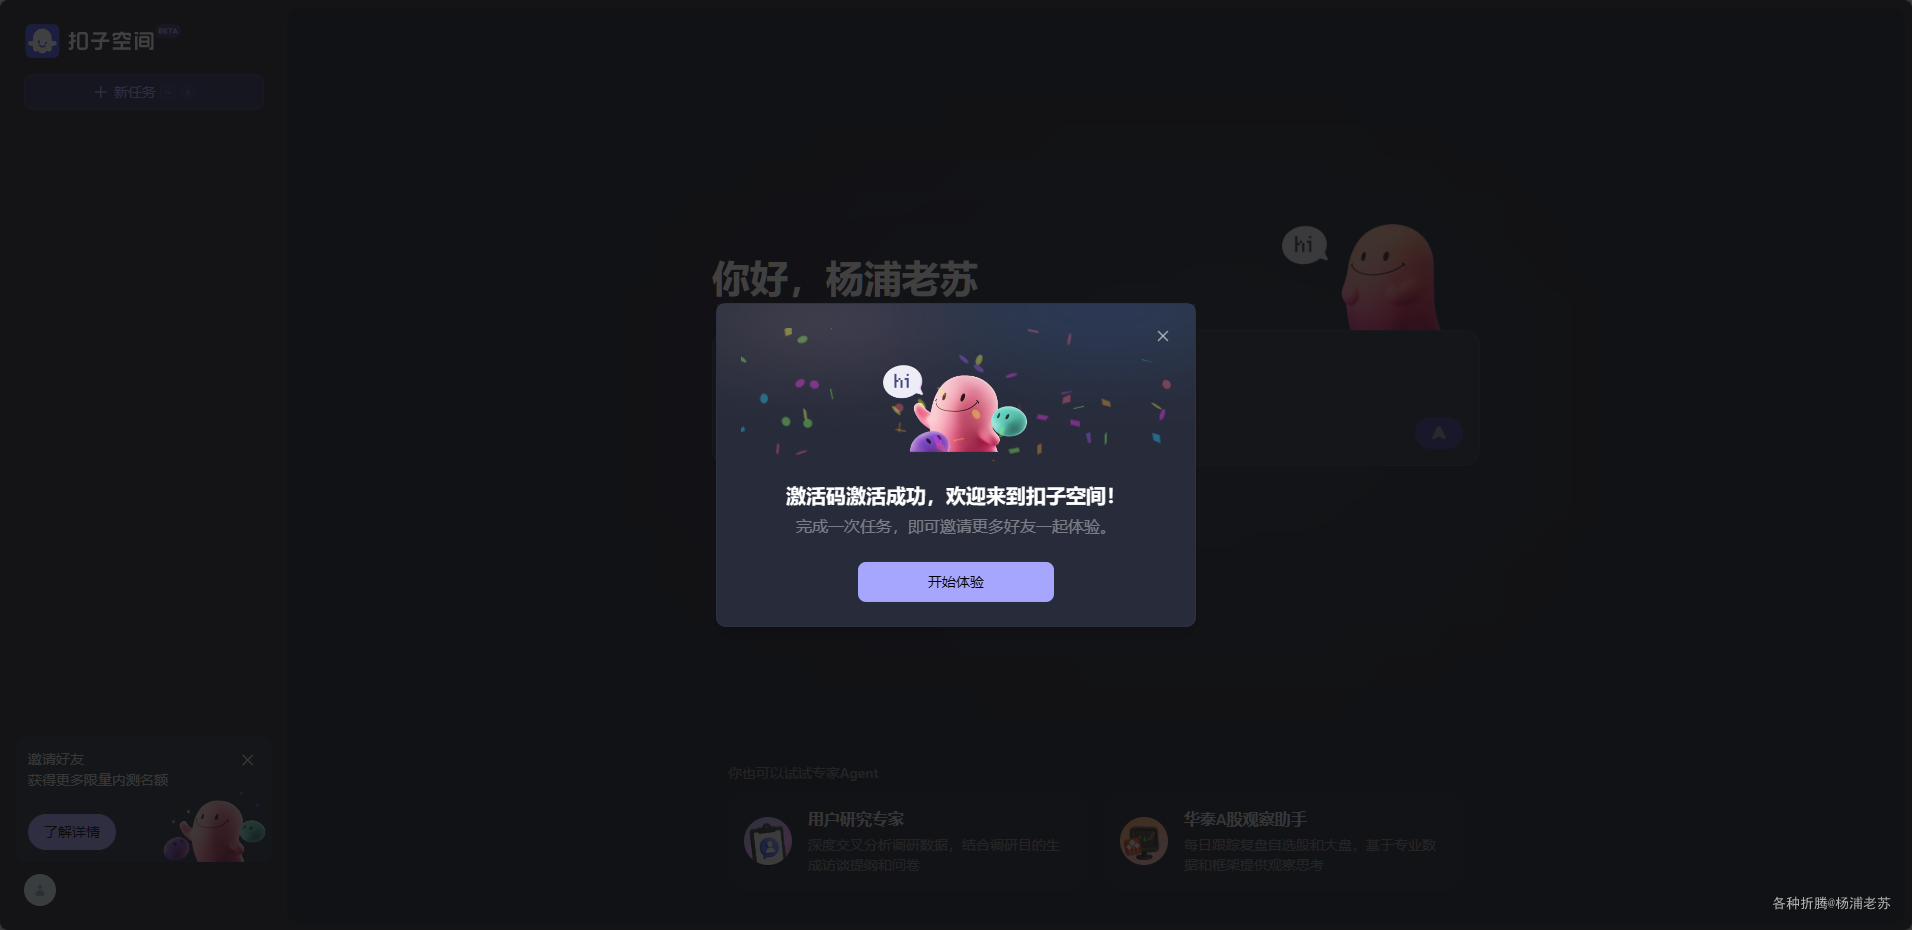 扣子空间 BETA
新任务
hi
你好，杨浦老苏
hi
激活码激活成功，欢迎来到扣子空间！
完成一次任务，即可邀请更多好友一起体验。
开始体验
邀请好友
获得更多限量内测名额
了解详情
你也可以试试专家Agent
用户研究专家
深度交叉分析调研数据，结合调研目的生
成访谈提纲和问卷
华泰A股观察助手
每日跟踪复盘自选股和大盘，基于专业数
据和框架提供观察思考
各种折腾@杨浦老苏